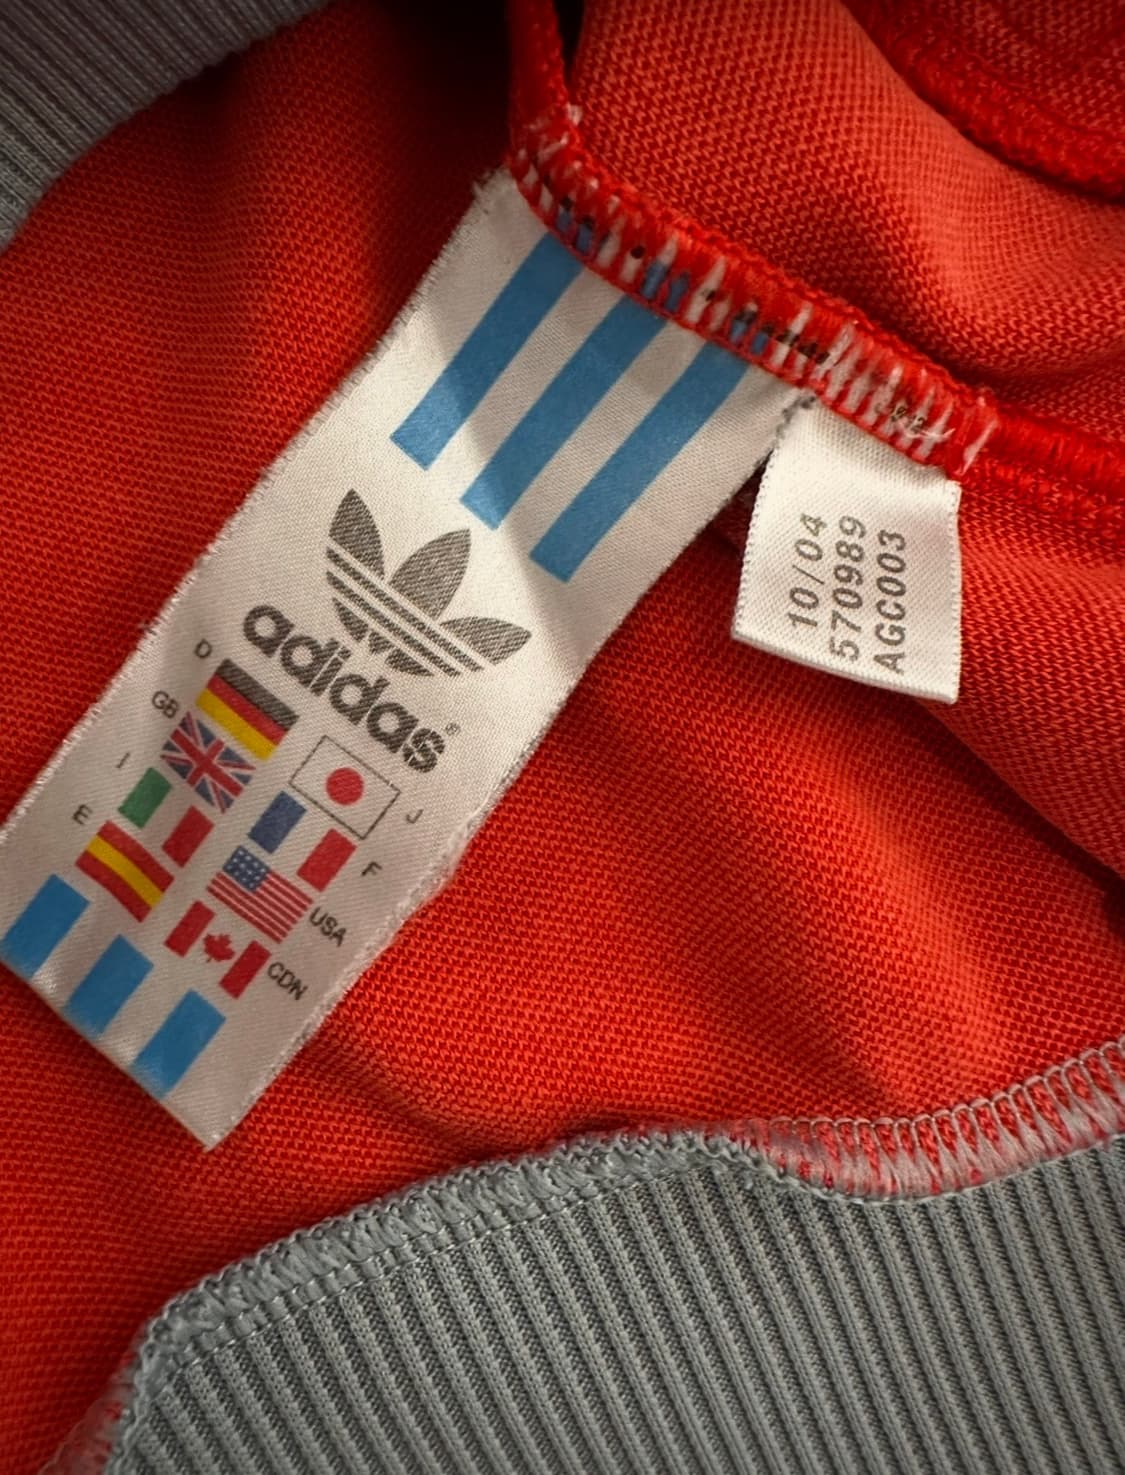 adidas®
D
GB
I
E
J
F
USA
CDN
10/04
570989
AGC003